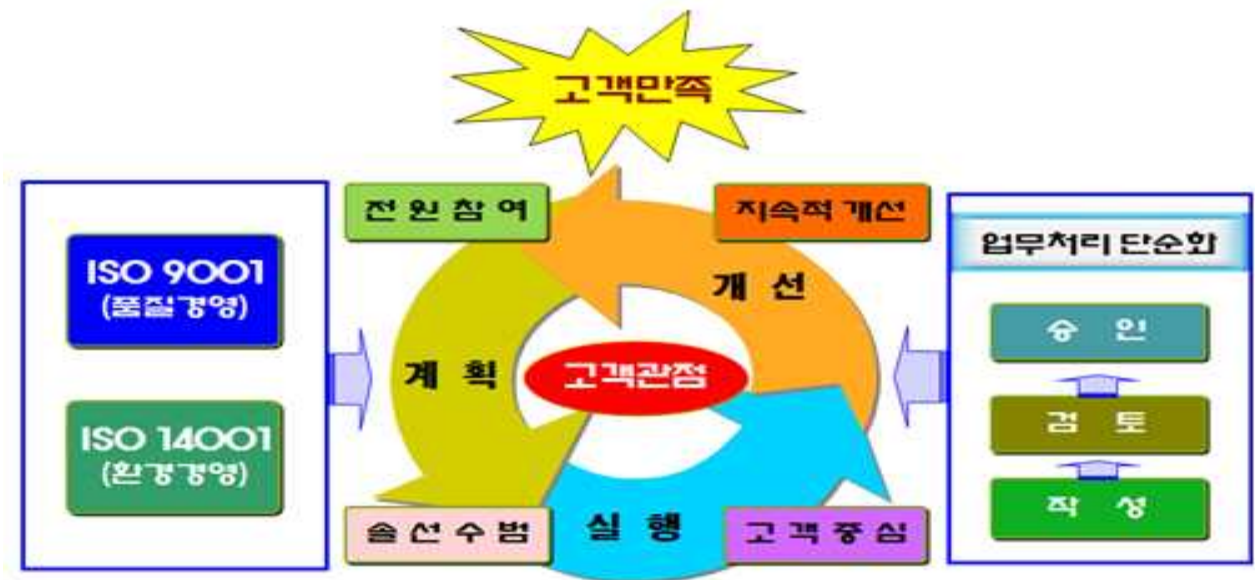 고객만족
전원참여
지속적개선
ISO 9001
(품질경영)
업무처리 단순화
개 선
승 인
계 획
고객관점
ISO 14001
(환경경영)
검 토
작 성
솔선수범
실 행
고객중심